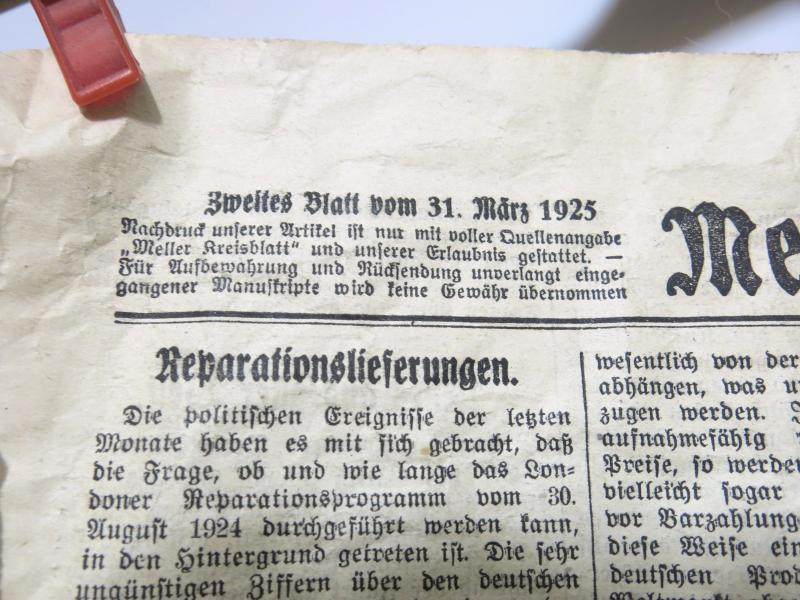 Zweites Blatt vom 31. März 1925
Nachdruck unserer Artikel ist nur mit voller Quellenangabe
„Meller Kreisblatt“ und unserer Erlaubnis gestattet. —
Für Aufbewahrung und Rücksendung unverlangt einge-
gangener Manuskripte wird keine Gewähr übernommen
Me
Reparationslieferungen.
Die politischen Ereignisse der letzten
Monate haben es mit sich gebracht, daß
die Frage, ob und wie lange das Lon-
doner Reparationsprogramm vom 30.
August 1924 durchgeführt werden kann,
in den Hintergrund getreten ist. Die sehr
ungünstigen Ziffern über den deutschen
wesentlich von der
abhängen, was u
zugen werden.
aufnahmefähig
Preise, so werden
vielleicht sogar
vor Barzahlung
diese Weise ein
deutschen Prod